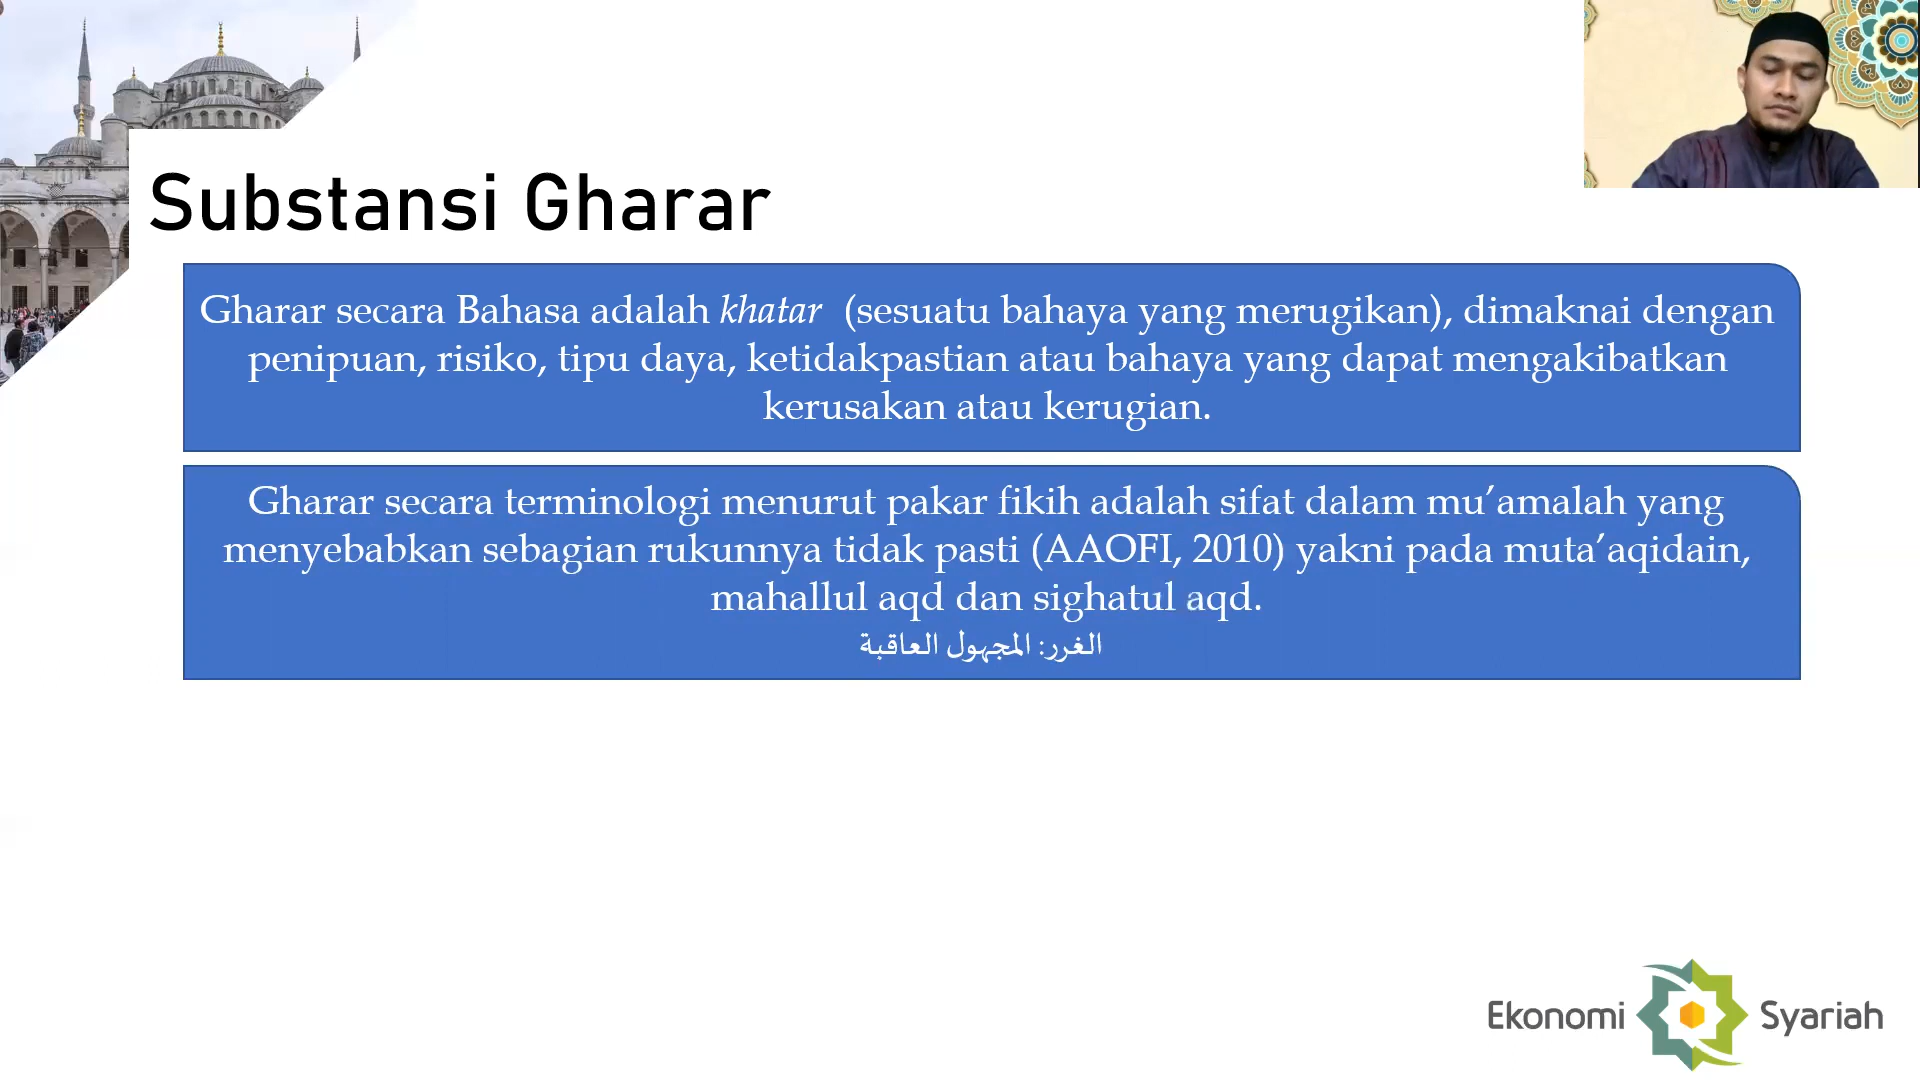 Substansi Gharar
Gharar secara Bahasa adalah khatar (sesuatu bahaya yang merugikan), dimaknai dengan
penipuan, risiko, tipu daya, ketidakpastian atau bahaya yang dapat mengakibatkan
kerusakan atau kerugian.
Gharar secara terminologi menurut pakar fikih adalah sifat dalam mu’amalah yang
menyebabkan sebagian rukunnya tidak pasti (AAOFI, 2010) yakni pada muta’aqidain,
mahallul aqd dan sighatul aqd.
الغرر: المجهول العاقبة
Ekonomi Syariah